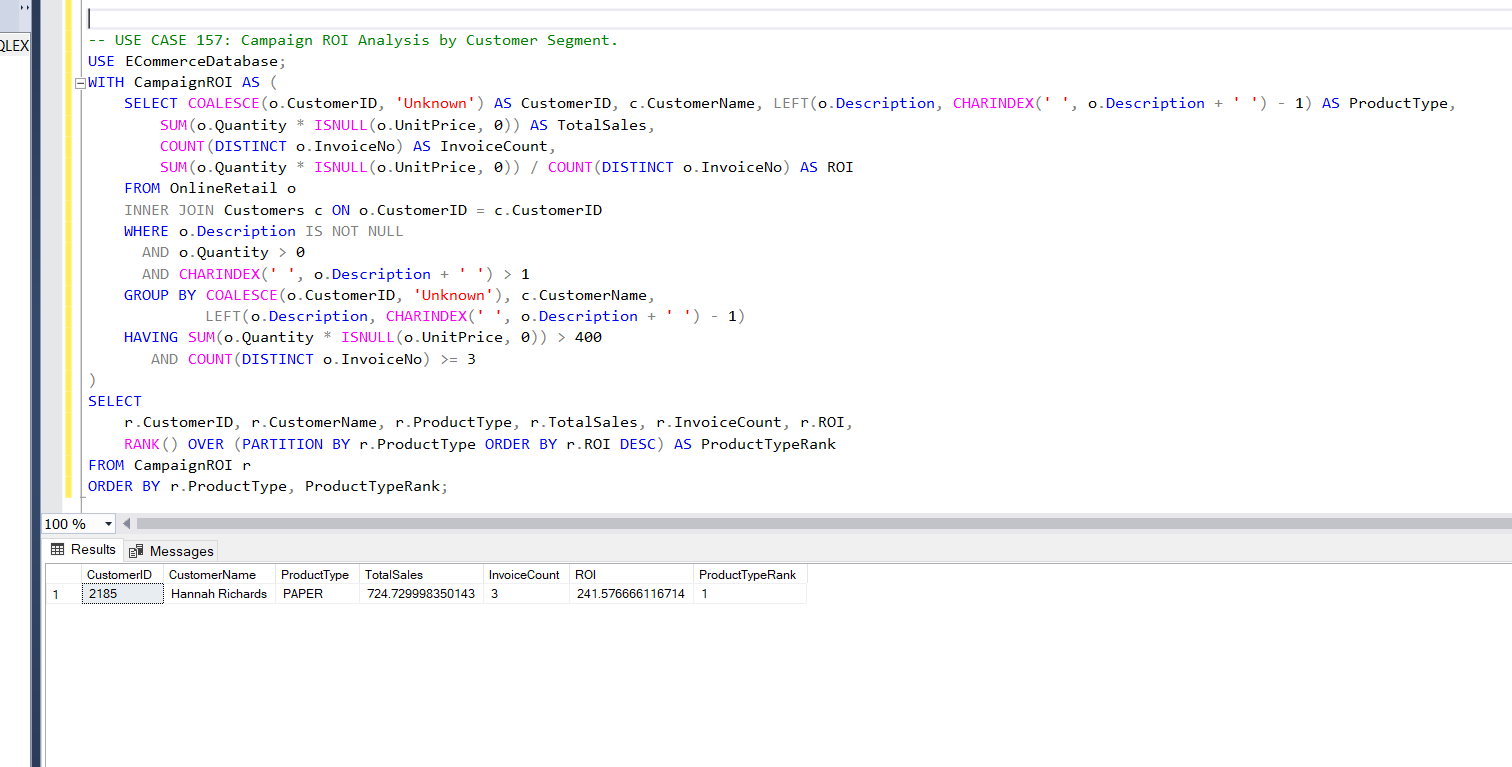 QLEX
-- USE CASE 157: Campaign ROI Analysis by Customer Segment.
USE ECommerceDatabase;
WITH CampaignROI AS (
SELECT COALESCE(o.CustomerID, 'Unknown') AS CustomerID, c.CustomerName, LEFT(o.Description, CHARINDEX(' ', o.Description + ' ') - 1) AS ProductType,
SUM(o.Quantity * ISNULL(o.UnitPrice, 0)) AS TotalSales,
COUNT(DISTINCT o.InvoiceNo) AS InvoiceCount,
SUM(o.Quantity * ISNULL(o.UnitPrice, 0)) / COUNT(DISTINCT o.InvoiceNo) AS ROI
FROM OnlineRetail o
INNER JOIN Customers c ON o.CustomerID = c.CustomerID
WHERE o.Description IS NOT NULL
AND o.Quantity > 0
AND CHARINDEX(' ', o.Description + ' ') > 1
GROUP BY COALESCE(o.CustomerID, 'Unknown'), c.CustomerName,
LEFT(o.Description, CHARINDEX(' ', o.Description + ' ') - 1)
HAVING SUM(o.Quantity * ISNULL(o.UnitPrice, 0)) > 400
AND COUNT(DISTINCT o.InvoiceNo) >= 3
)
SELECT
r.CustomerID, r.CustomerName, r.ProductType, r.TotalSales, r.InvoiceCount, r.ROI,
RANK() OVER (PARTITION BY r.ProductType ORDER BY r.ROI DESC) AS ProductTypeRank
FROM CampaignROI r
ORDER BY r.ProductType, ProductTypeRank;
100 %
Results Messages
CustomerID CustomerName ProductType TotalSales InvoiceCount ROI ProductTypeRank
1 2185 Hannah Richards PAPER 724.729998350143 3 241.576666116714 1